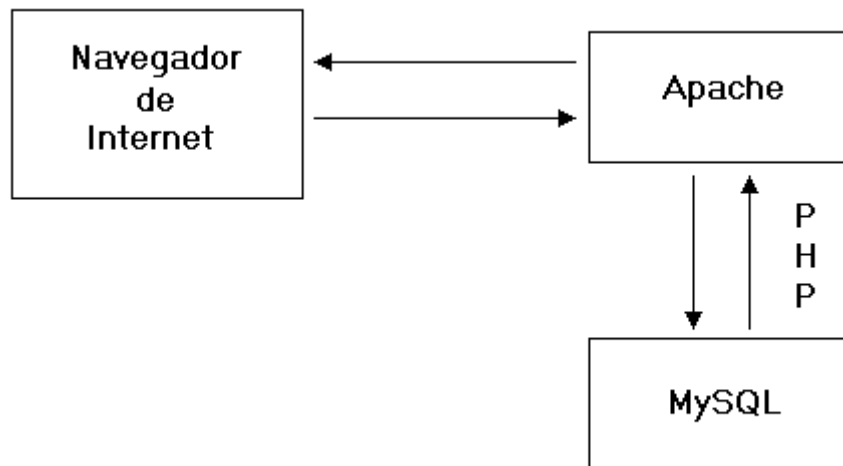 Navegador
de
Internet
Apache
P
H
P
MySQL